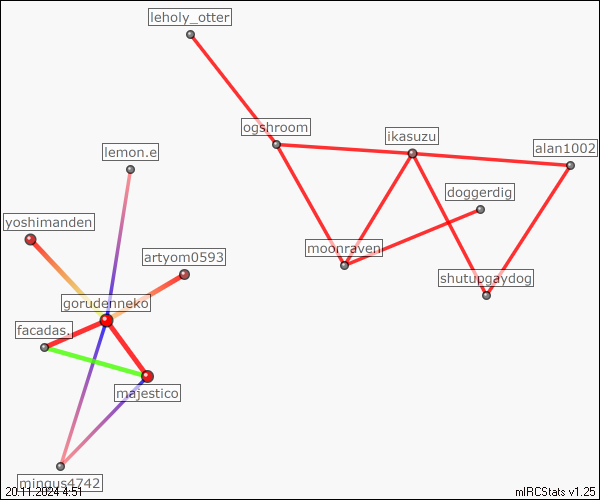 leholy_otter
ogshroom
ikasuzu
alan1002
lemon.e
doggerdig
yoshimanden
moonraven
artyom0593
shutupgaydog
gorudenneko
facadas.
majestico
mingus4742
20.11.2024 4:51
mIRCStats v1.25